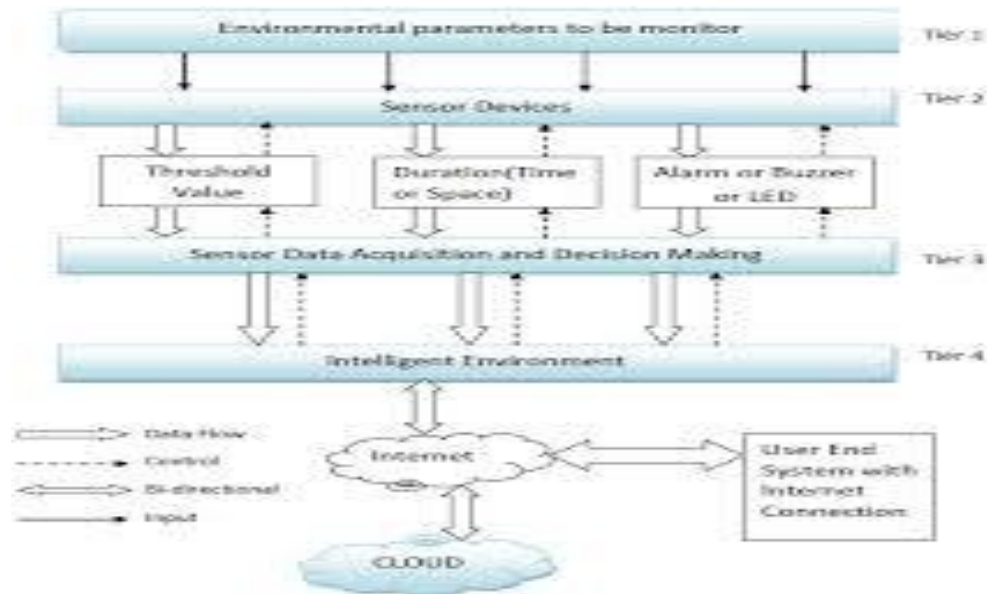 Environmental parameters to be monitor
Tier 1
Sensor Devices
Tier 2
Threshold
Value
Duration(Time
or Space)
Alarm or Buzzer
or LED
Sensor Data Acquisition and Decision Making
Tier 3
Intelligent Environment
Tier 4
Data Flow
Control
Bi-directional
Input
Internet
User End
System with
Internet
Connection
CLOUD